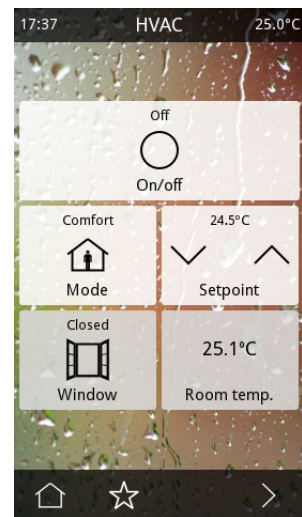 17:37 HVAC 25.0°C
Off
On/off
Comfort
Mode
24.5°C
Setpoint
Closed
Window
25.1°C
Room temp.